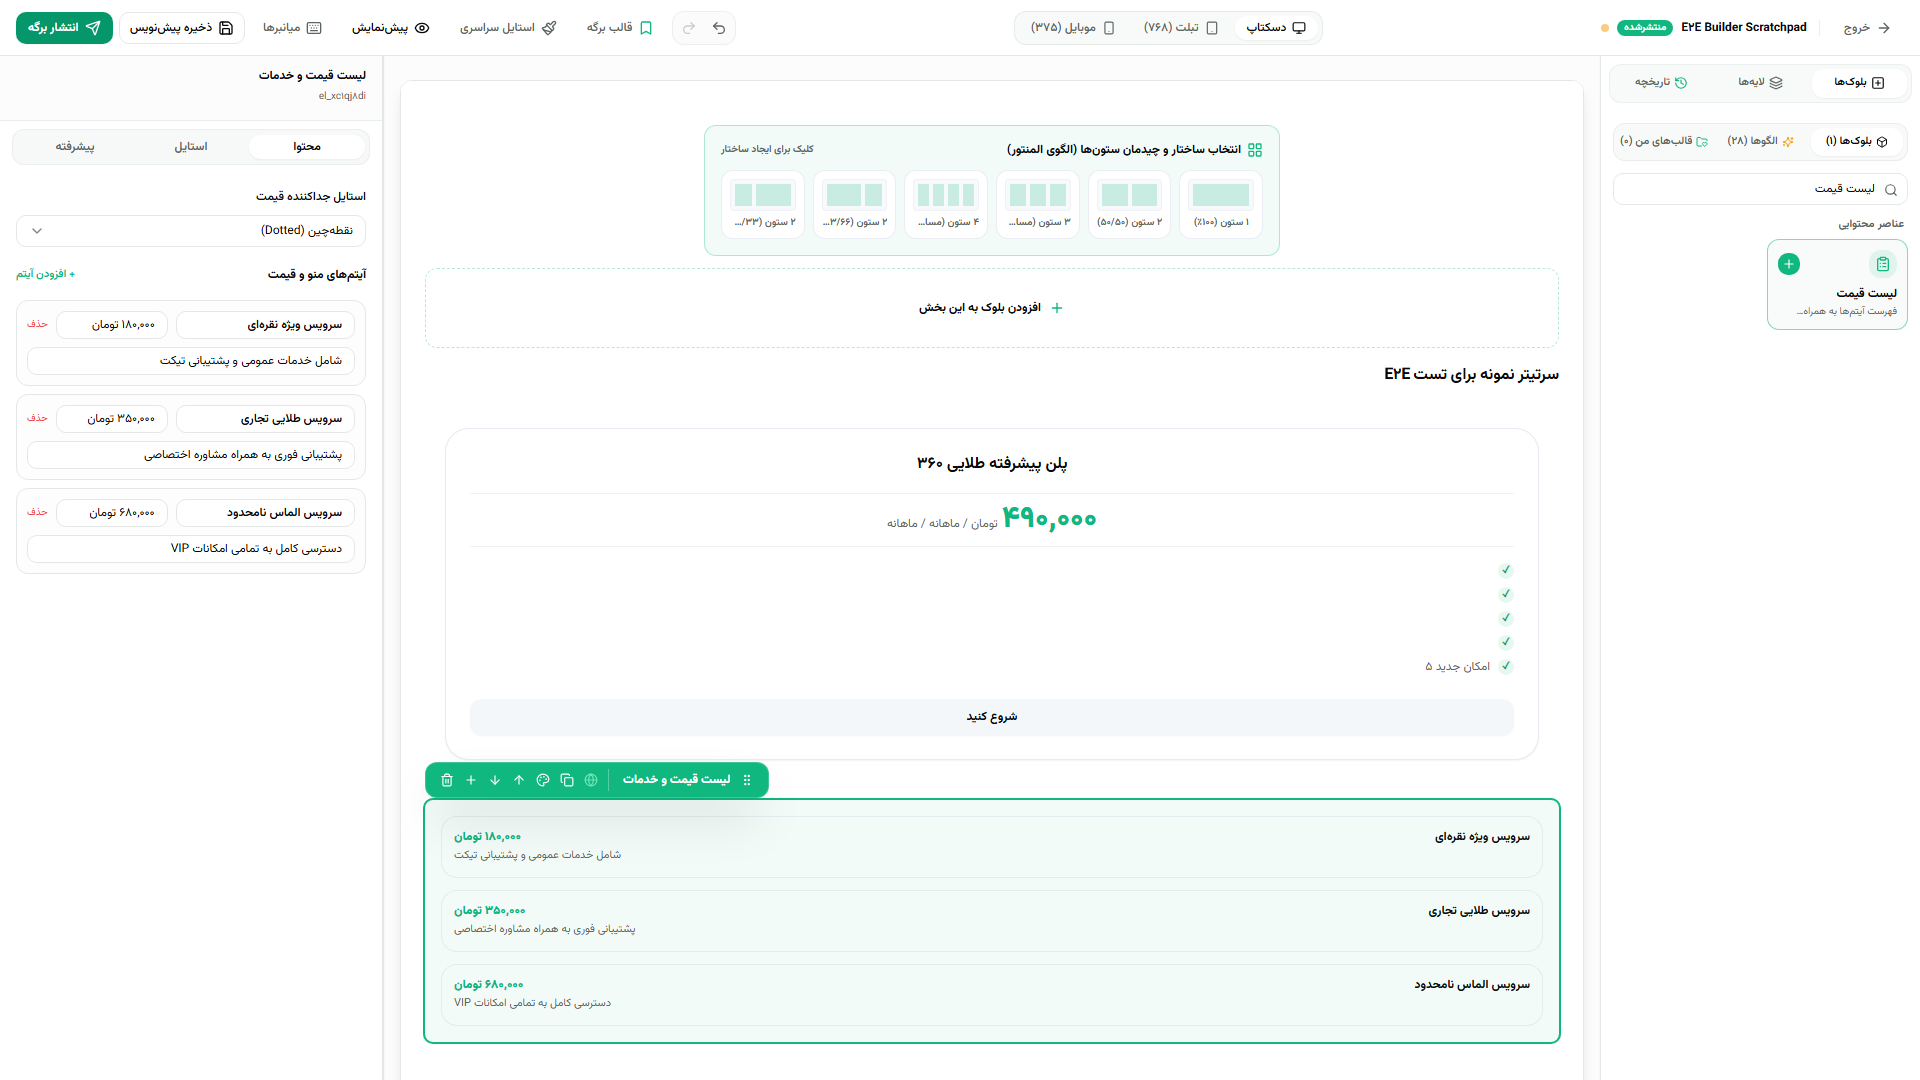 خروج
E۲E Builder Scratchpad
منتشرشده
دسکتاپ
تبلت (۷۶۸)
موبایل (۳۷۵)
قالب برگه
استایل سراسری
پیش‌نمایش
میانبرها
ذخیره پیش‌نویس
انتشار برگه
بلوک‌ها
لایه‌ها
تاریخچه
بلوک‌ها (۱)
الگوها (۲۸)
قالب‌های من (۰)
لیست قیمت
عناصر محتوایی
لیست قیمت
فهرست آیتم‌ها به همراه...
انتخاب ساختار و چیدمان ستون‌ها (الگوی المنتور)
کلیک برای ایجاد ساختار
۱ ستون (۱۰۰٪)
۲ ستون (۵۰/۵۰)
۳ ستون (مسا...
۴ ستون (مسا...
۲ ستون (۳/۶۶...
۲ ستون (/۳۳...
افزودن بلوک به این بخش
سرتیتر نمونه برای تست E۲E
پلن پیشرفته طلایی ۳۶۰
۴۹۰,۰۰۰ تومان / ماهانه / ماهانه
امکان جدید ۵
شروع کنید
لیست قیمت و خدمات
سرویس ویژه نقره‌ای
۱۸۰,۰۰۰ تومان
شامل خدمات عمومی و پشتیبانی تیکت
سرویس طلایی تجاری
۳۵۰,۰۰۰ تومان
پشتیبانی فوری به همراه مشاوره اختصاصی
سرویس الماس نامحدود
۶۸۰,۰۰۰ تومان
دسترسی کامل به تمامی امکانات VIP
لیست قیمت و خدمات
el_xc۱qj۸di
محتوا
استایل
پیشرفته
استایل جداکننده قیمت
نقطه‌چین (Dotted)
آیتم‌های منو و قیمت
+ افزودن آیتم
سرویس ویژه نقره‌ای
۱۸۰,۰۰۰ تومان
حذف
شامل خدمات عمومی و پشتیبانی تیکت
سرویس طلایی تجاری
۳۵۰,۰۰۰ تومان
حذف
پشتیبانی فوری به همراه مشاوره اختصاصی
سرویس الماس نامحدود
۶۸۰,۰۰۰ تومان
حذف
دسترسی کامل به تمامی امکانات VIP